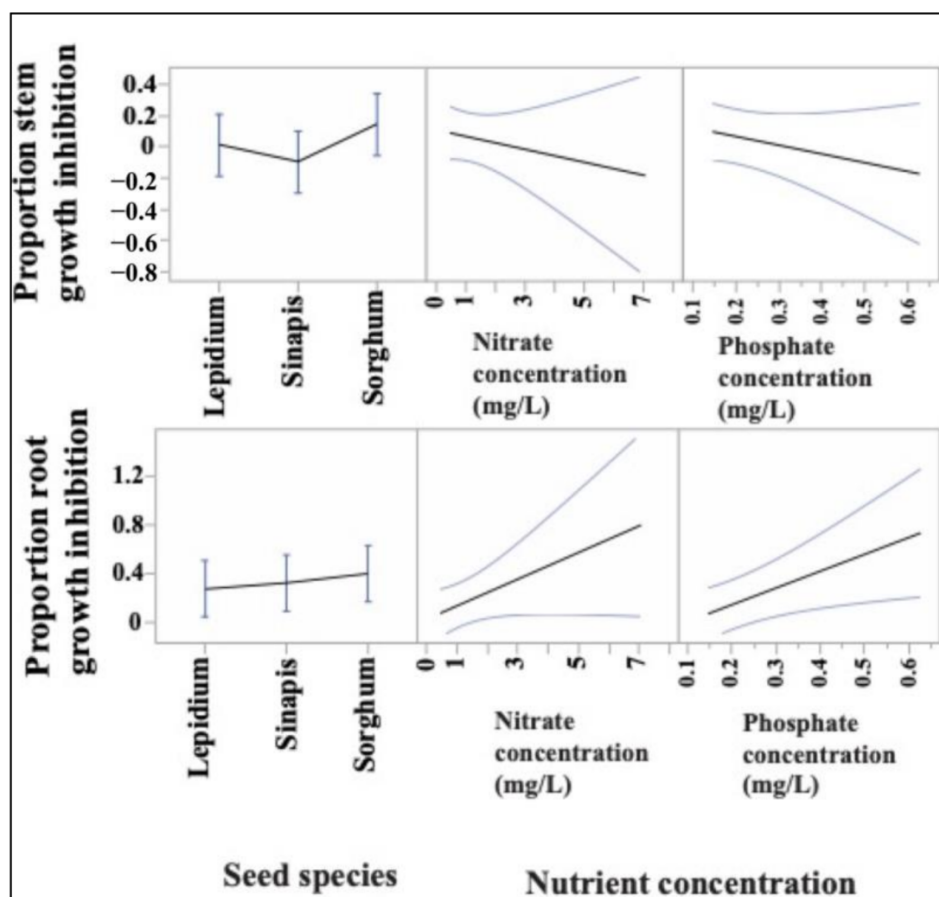 Proportion stem
growth inhibition
0.4
0.2
0
−0.2
−0.4
−0.6
−0.8
Lepidium
Sinapis
Sorghum
0 1 3 5 7
Nitrate
concentration
(mg/L)
0.1 0.2 0.3 0.4 0.5 0.6
Phosphate
concentration
(mg/L)
Proportion root
growth inhibition
1.2
0.8
0.4
0
Lepidium
Sinapis
Sorghum
0 1 3 5 7
Nitrate
concentration
(mg/L)
0.1 0.2 0.3 0.4 0.5 0.6
Phosphate
concentration
(mg/L)
Seed species
Nutrient concentration